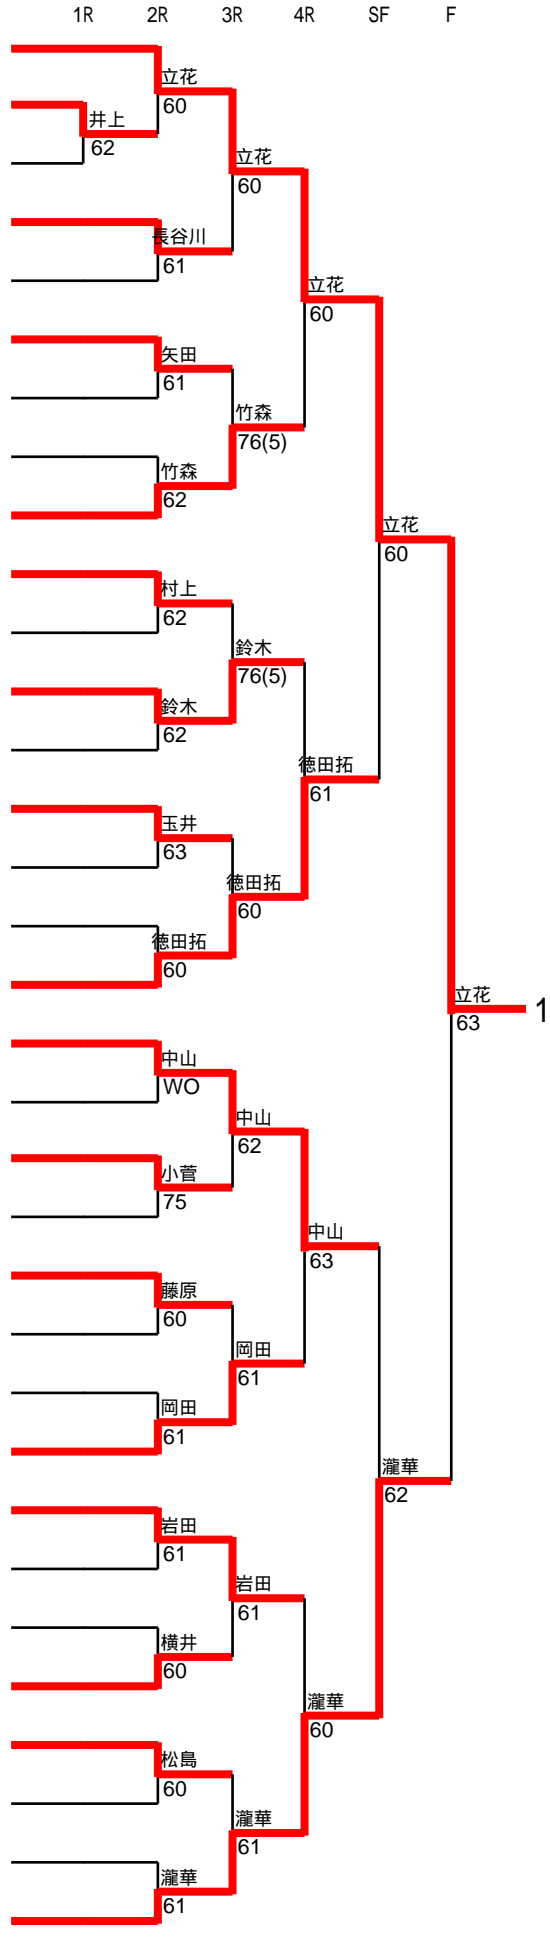 1R 2R 3R 4R SF F
立花
60
井上
62
立花
60
長谷川
61
立花
60
矢田
61
竹森
76(5)
竹森
62
立花
60
村上
62
鈴木
76(5)
鈴木
62
徳田拓
61
玉井
63
徳田拓
60
徳田拓
60
立花
63
1
中山
WO
中山
62
小菅
75
中山
63
藤原
60
岡田
61
岡田
61
瀧華
62
岩田
61
岩田
61
横井
60
瀧華
60
松島
60
瀧華
61
瀧華
61